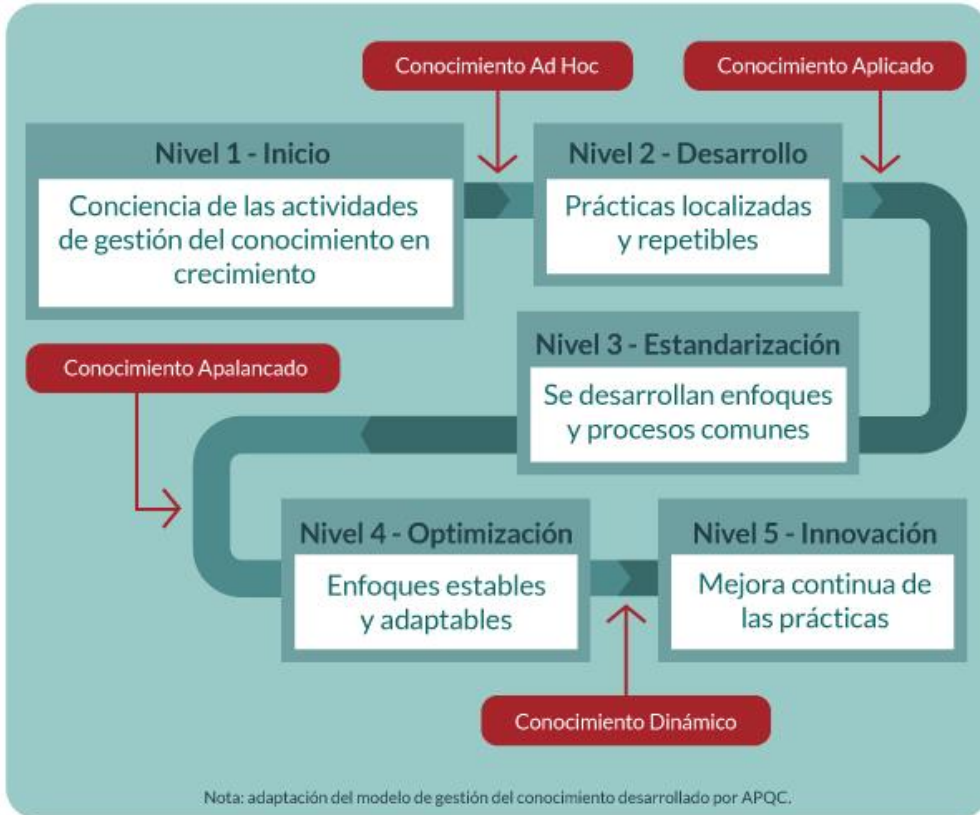 Conocimiento Ad Hoc
Conocimiento Aplicado
Nivel 1 - Inicio
Conciencia de las actividades
de gestión del conocimiento en
crecimiento
Nivel 2 - Desarrollo
Prácticas localizadas
y repetibles
Nivel 3 - Estandarización
Se desarrollan enfoques
y procesos comunes
Conocimiento Apalancado
Nivel 4 - Optimización
Enfoques estables
y adaptables
Nivel 5 - Innovación
Mejora continua de
las prácticas
Conocimiento Dinámico
Nota: adaptación del modelo de gestión del conocimiento desarrollado por APQC.